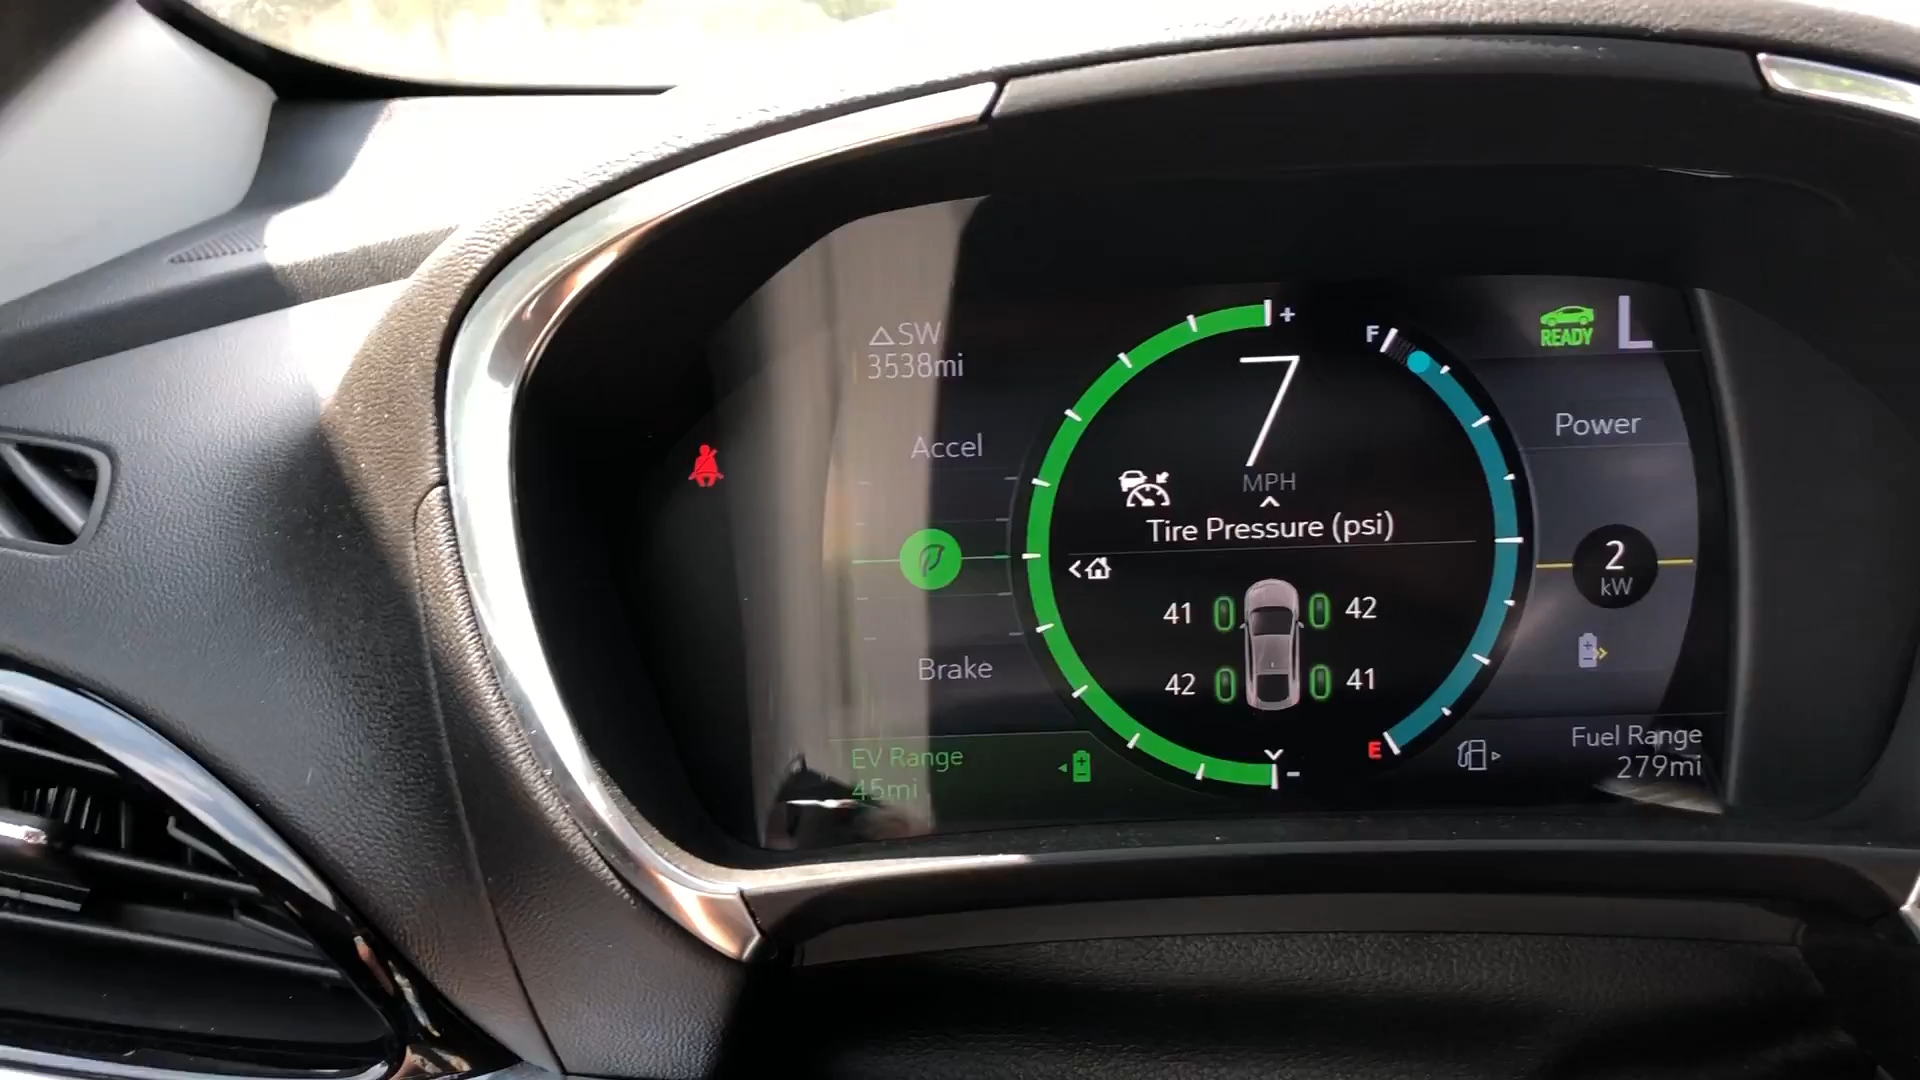 △SW
3538mi
Accel
Brake
EV Range
45mi
+
7
MPH
Tire Pressure (psi)
41 42
42 41
-
F
E
READY
L
Power
2
kW
Fuel Range
279mi